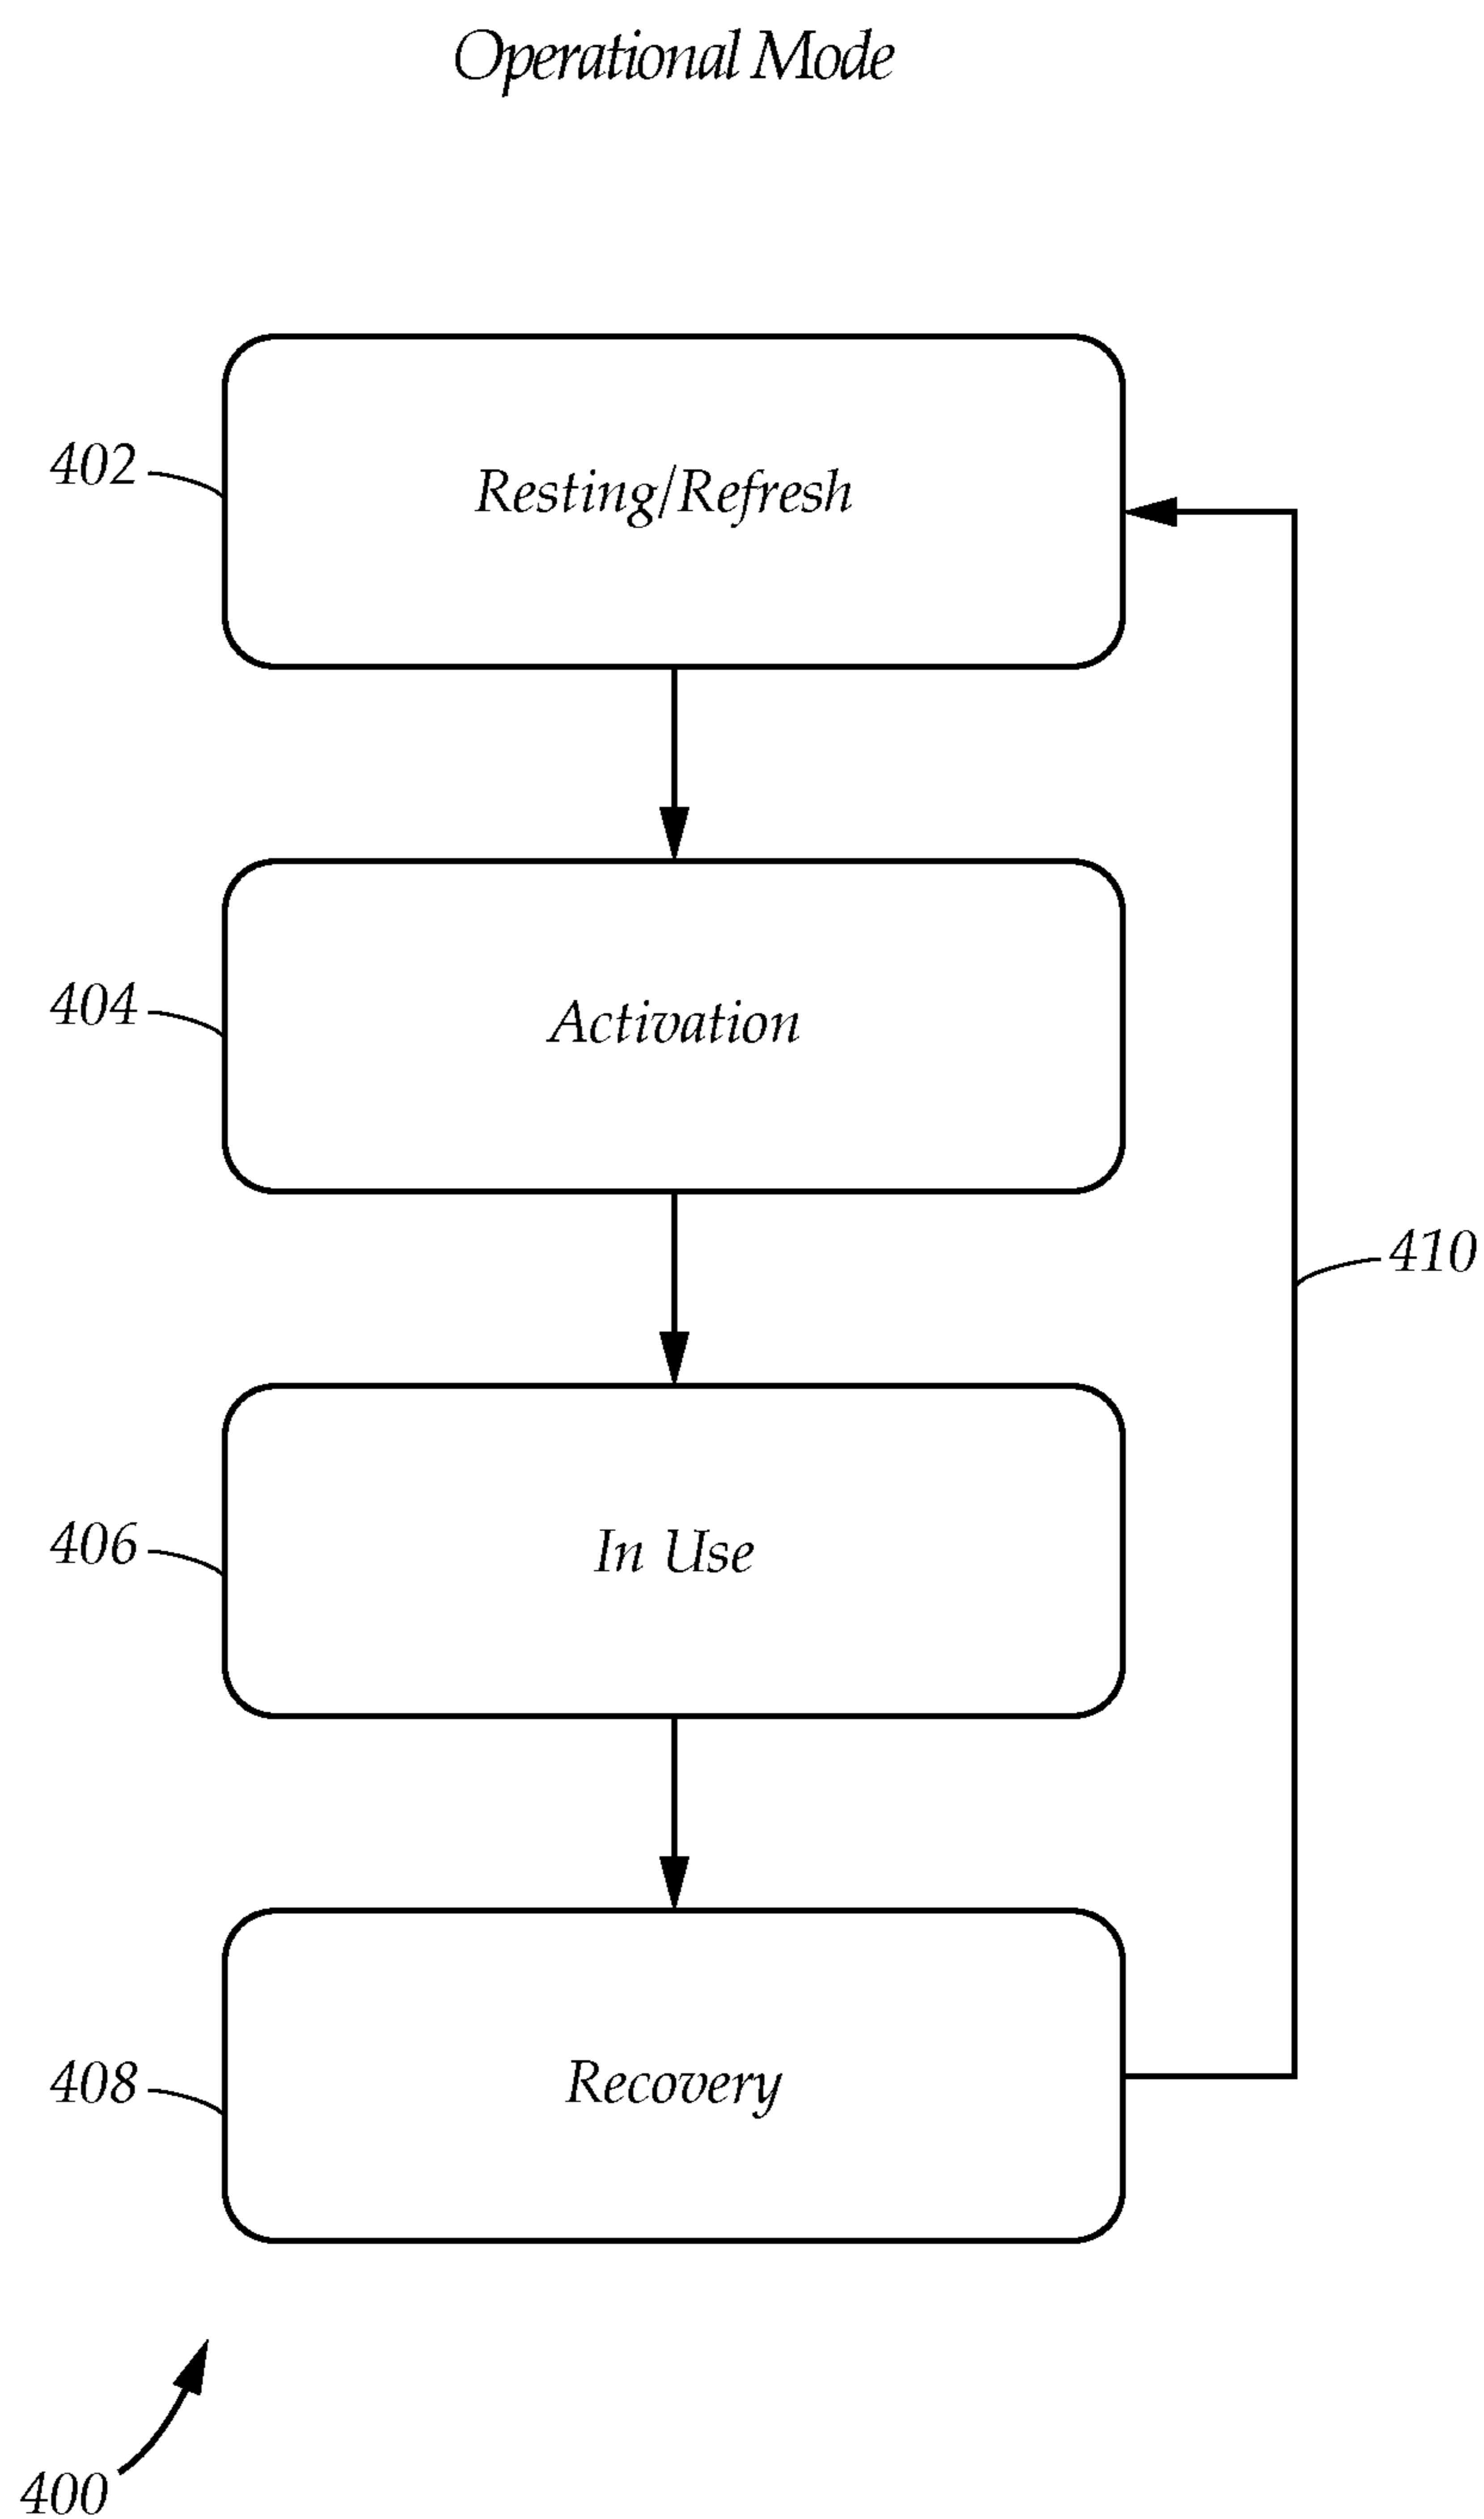 Operational Mode
402
Resting/Refresh
404
Activation
410
406
In Use
408
Recovery
400